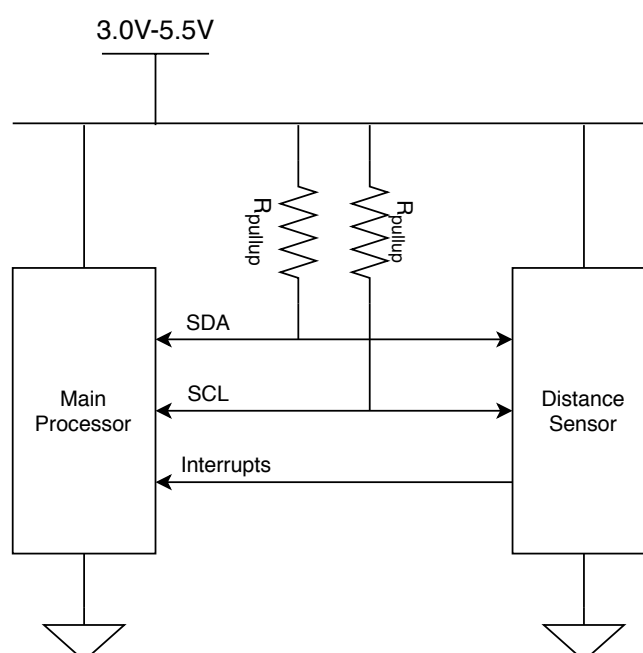 3.0V-5.5V
Rpullup
Rpullup
SDA
SCL
Interrupts
Main
Processor
Distance
Sensor